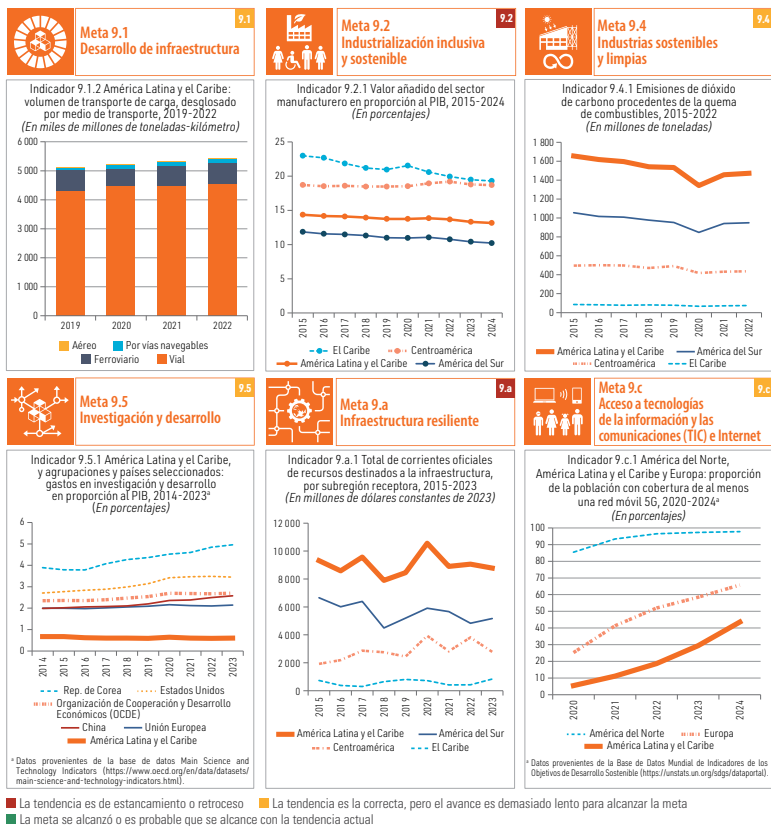 9.1
Meta 9.1
Desarrollo de infraestructura
Indicador 9.1.2 América Latina y el Caribe:
volumen de transporte de carga, desglosado
por medio de transporte, 2019-2022
(En miles de millones de toneladas-kilómetro)
6 000
5 000
4 000
3 000
2 000
1 000
0
2019
2020
2021
2022
Aéreo
Por vías navegables
Ferroviario
Vial
9.2
Meta 9.2
Industrialización inclusiva
y sostenible
Indicador 9.2.1 Valor añadido del sector
manufacturero en proporción al PIB, 2015-2024
(En porcentajes)
25
20
15
10
5
0
2015
2016
2017
2018
2019
2020
2021
2022
2023
2024
El Caribe
Centroamérica
América Latina y el Caribe
América del Sur
9.4
Meta 9.4
Industrias sostenibles
y limpias
Indicador 9.4.1 Emisiones de dióxido
de carbono procedentes de la quema
de combustibles, 2015-2022
(En millones de toneladas)
1 800
1 600
1 400
1 200
1 000
800
600
400
200
0
2015
2016
2017
2018
2019
2020
2021
2022
América Latina y el Caribe
América del Sur
Centroamérica
El Caribe
9.5
Meta 9.5
Investigación y desarrollo
Indicador 9.5.1 América Latina y el Caribe,
y agrupaciones y países seleccionados:
gastos en investigación y desarrollo
en proporción al PIB, 2014-2023ª
(En porcentajes)
6
5
4
3
2
1
0
2014
2015
2016
2017
2018
2019
2020
2021
2022
2023
Rep. de Corea
Estados Unidos
Organización de Cooperación y Desarrollo
Económicos (OCDE)
China
Unión Europea
América Latina y el Caribe
ª Datos provenientes de la base de datos Main Science and
Technology Indicators (https://www.oecd.org/en/data/datasets/
main-science-and-technology-indicators.html).
9.a
Meta 9.a
Infraestructura resiliente
Indicador 9.a.1 Total de corrientes oficiales
de recursos destinados a la infraestructura,
por subregión receptora, 2015-2023
(En millones de dólares constantes de 2023)
12 000
10 000
8 000
6 000
4 000
2 000
0
2015
2016
2017
2018
2019
2020
2021
2022
2023
América Latina y el Caribe
América del Sur
Centroamérica
El Caribe
9.c
Meta 9.c
Acceso a tecnologías
de la información y las
comunicaciones (TIC) e Internet
Indicador 9.c.1 América del Norte,
América Latina y el Caribe y Europa: proporción
de la población con cobertura de al menos
una red móvil 5G, 2020-2024ª
(En porcentajes)
100
90
80
70
60
50
40
30
20
10
0
2020
2021
2022
2023
2024
América del Norte
Europa
América Latina y el Caribe
ª Datos provenientes de la Base de Datos Mundial de Indicadores de los
Objetivos de Desarrollo Sostenible (https://unstats.un.org/sdgs/dataportal).
La tendencia es de estancamiento o retroceso
La tendencia es la correcta, pero el avance es demasiado lento para alcanzar la meta
La meta se alcanzó o es probable que se alcance con la tendencia actual